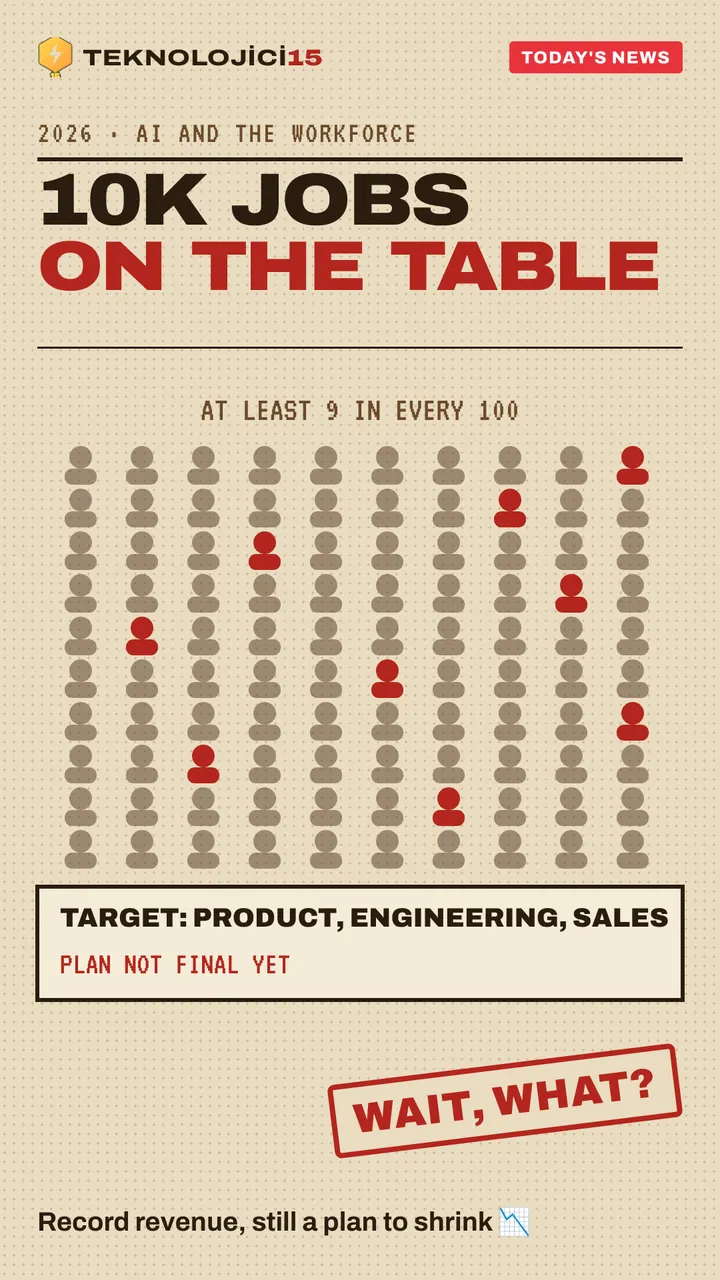 TEKNOLOJİCİ15
TODAY'S NEWS
2026 · AI AND THE WORKFORCE
10K JOBS
ON THE TABLE
AT LEAST 9 IN EVERY 100
TARGET: PRODUCT, ENGINEERING, SALES
PLAN NOT FINAL YET
WAIT, WHAT?
Record revenue, still a plan to shrink 📉